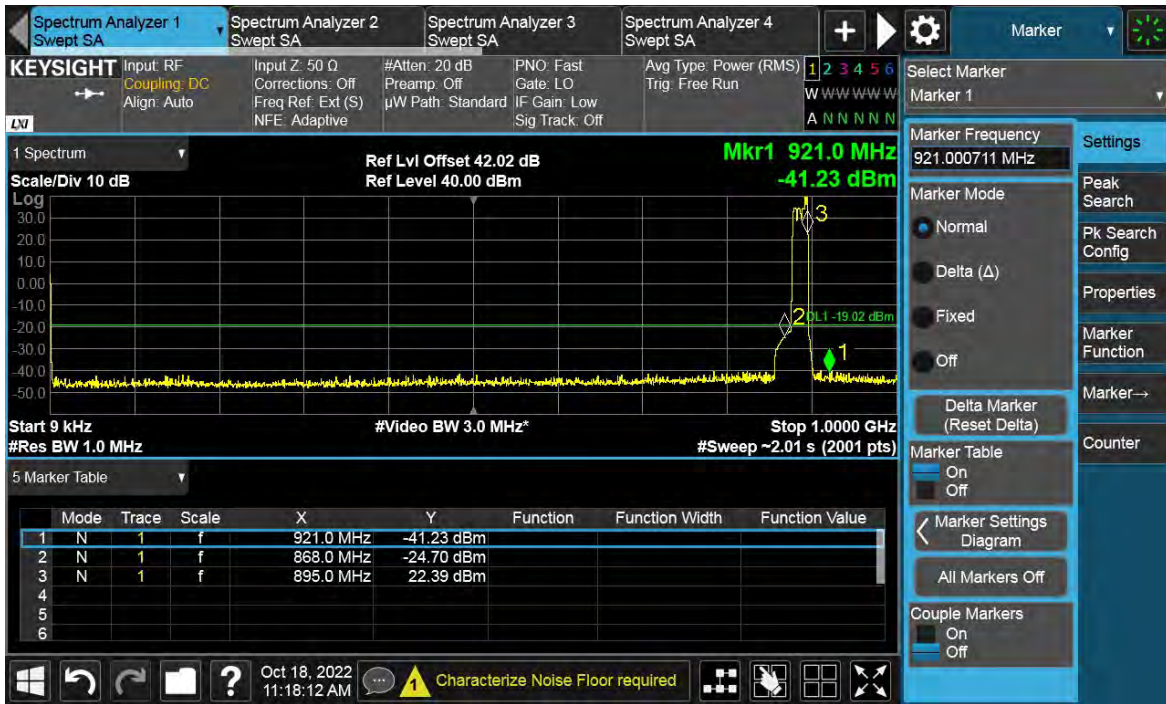 Spectrum Analyzer 1
Swept SA
Spectrum Analyzer 2
Swept SA
Spectrum Analyzer 3
Swept SA
Spectrum Analyzer 4
Swept SA
+
Marker
KEYSIGHT
LXI
Input: RF
Coupling: DC
Align: Auto
Input Z: 50 Ω
Corrections: Off
Freq Ref: Ext (S)
NFE: Adaptive
#Atten: 20 dB
Preamp: Off
µW Path: Standard
PNO: Fast
Gate: LO
IF Gain: Low
Sig Track: Off
Avg Type: Power (RMS)
Trig: Free Run
1 2 3 4 5 6
W W W W W W
A N N N N N
1 Spectrum
Scale/Div 10 dB
Ref Lvl Offset 42.02 dB
Ref Level 40.00 dBm
Mkr1 921.0 MHz
-41.23 dBm
Log
30.0
20.0
10.0
0.00
-10.0
-20.0
-30.0
-40.0
-50.0
3
2
DL1 -19.02 dBm
1
Start 9 kHz
#Res BW 1.0 MHz
#Video BW 3.0 MHz*
Stop 1.0000 GHz
#Sweep ~2.01 s (2001 pts)
5 Marker Table
Mode Trace Scale X Y Function Function Width Function Value
1 N 1 f 921.0 MHz -41.23 dBm
2 N 1 f 868.0 MHz -24.70 dBm
3 N 1 f 895.0 MHz 22.39 dBm
4
5
6
Select Marker
Marker 1
Marker Frequency
921.000711 MHz
Marker Mode
Normal
Delta (Δ)
Fixed
Off
Delta Marker
(Reset Delta)
Marker Table
On
Off
Marker Settings
Diagram
All Markers Off
Couple Markers
On
Off
Settings
Peak
Search
Pk Search
Config
Properties
Marker
Function
Marker→
Counter
?
Oct 18, 2022
11:18:12 AM
1
Characterize Noise Floor required